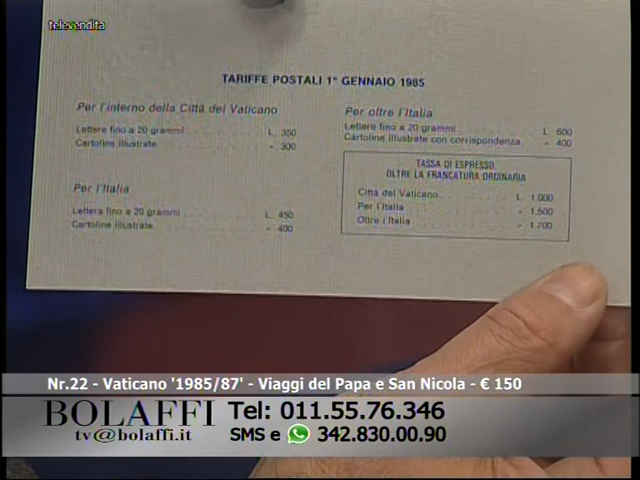 televendita
TARIFFE POSTALI 1° GENNAIO 1985
Per l'interno della Città del Vaticano
Lettere fino a 20 grammi L. 350
Cartoline illustrate » 300
Per l'Italia
Lettere fino a 20 grammi L. 450
Cartoline illustrate » 400
Per oltre l'Italia
Lettere fino a 20 grammi L. 600
Cartoline illustrate con corrispondenza » 400
TASSA DI ESPRESSO,
OLTRE LA FRANCATURA ORDINARIA
Città del Vaticano L. 1.000
Per l'Italia » 1.500
Oltre l'Italia » 1.700
Nr.22 - Vaticano '1985/87' - Viaggi del Papa e San Nicola - € 150
BOLAFFI
tv@bolaffi.it
Tel: 011.55.76.346
SMS e 342.830.00.90